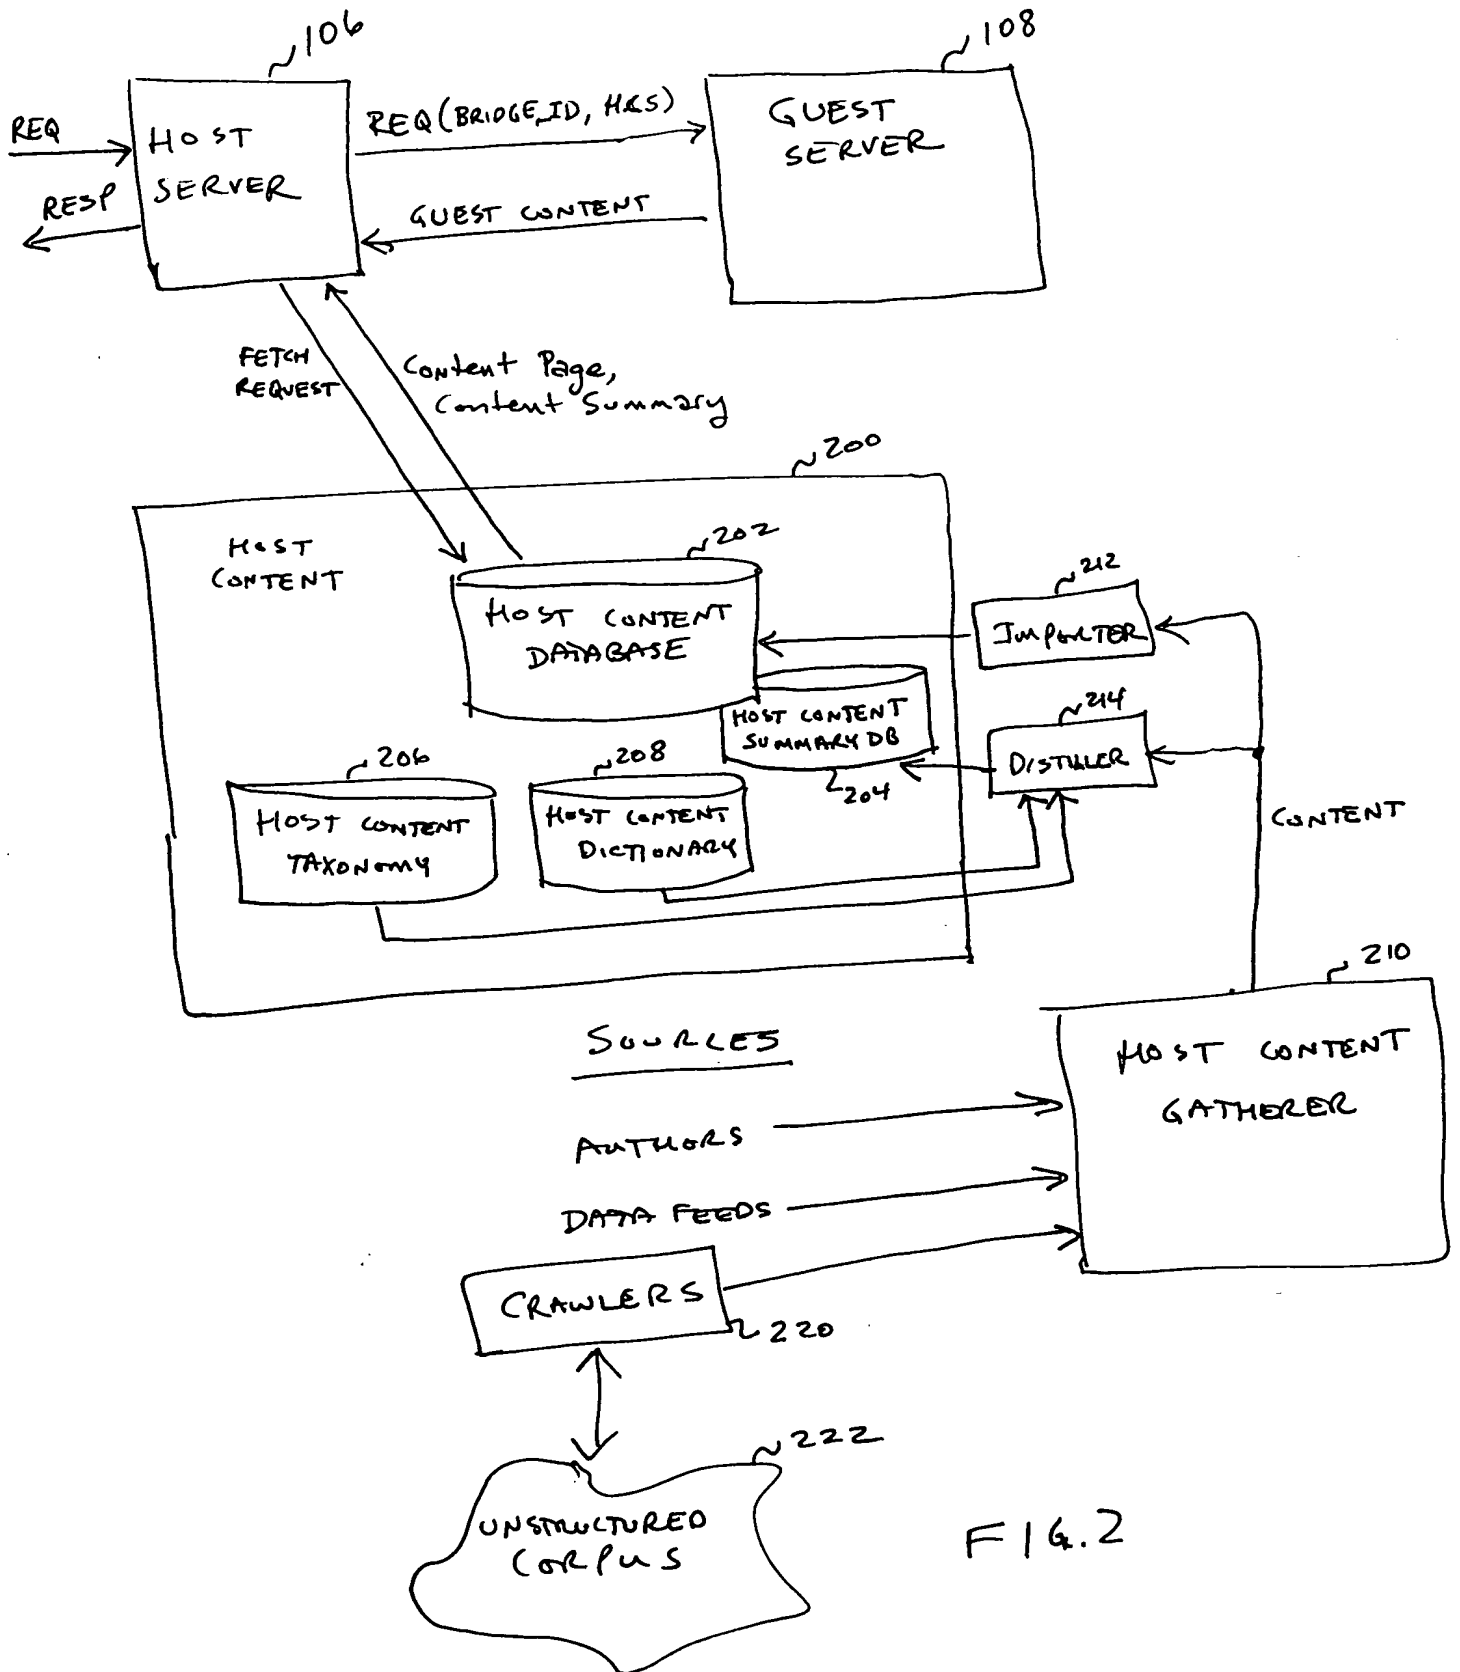 106
108
REQ
HOST
SERVER
REQ (BRIDGE_ID, HCS)
GUEST
SERVER
RESP
GUEST CONTENT
FETCH
REQUEST
Content Page,
Content Summary
200
HOST
CONTENT
202
HOST CONTENT
DATABASE
212
IMPORTER
HOST CONTENT
SUMMARY DB
204
214
DISTILLER
206
HOST CONTENT
TAXONOMY
208
HOST CONTENT
DICTIONARY
CONTENT
210
HOST CONTENT
GATHERER
SOURCES
AUTHORS
DATA FEEDS
CRAWLERS
220
222
UNSTRUCTURED
CORPUS
FIG.2